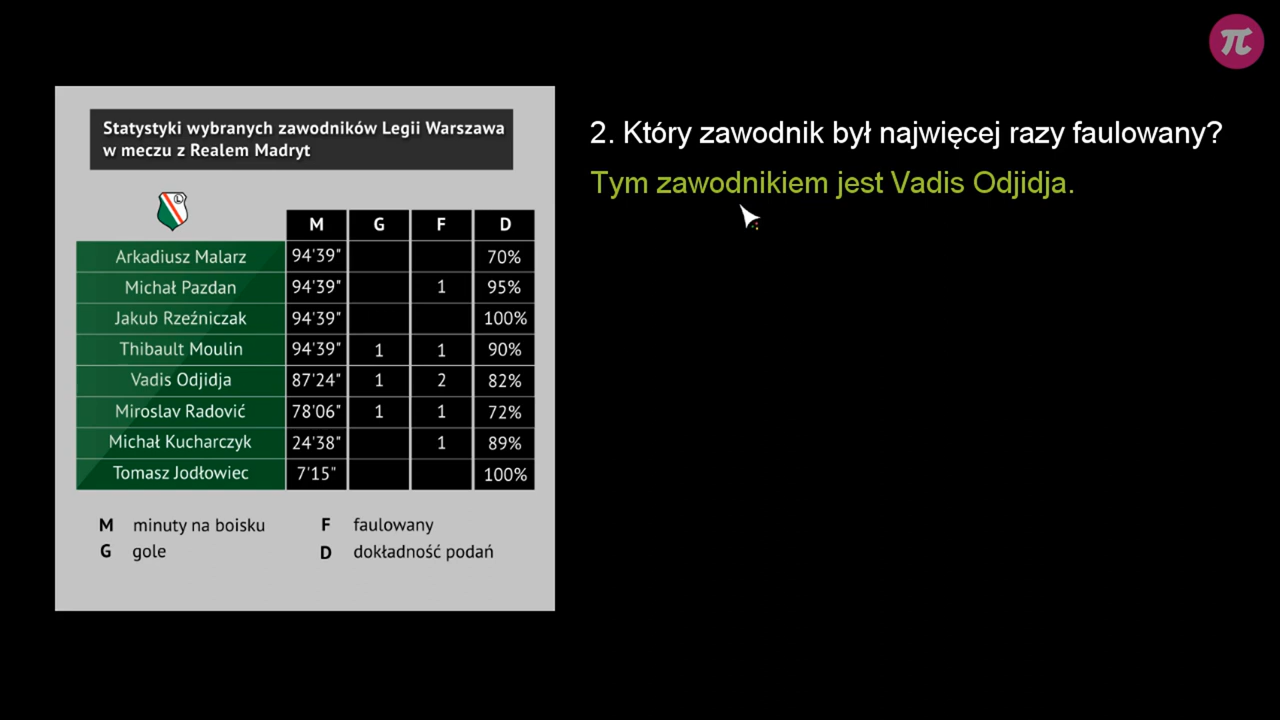 π
2. Który zawodnik był najwięcej razy faulowany?
Tym zawodnikiem jest Vadis Odjidja.
Statystyki wybranych zawodników Legii Warszawa
w meczu z Realem Madryt
L
M G F D
Arkadiusz Malarz 94'39" 70%
Michał Pazdan 94'39" 1 95%
Jakub Rzeźniczak 94'39" 100%
Thibault Moulin 94'39" 1 1 90%
Vadis Odjidja 87'24" 1 2 82%
Miroslav Radović 78'06" 1 1 72%
Michał Kucharczyk 24'38" 1 89%
Tomasz Jodłowiec 7'15" 100%
M minuty na boisku F faulowany
G gole D dokładność podań